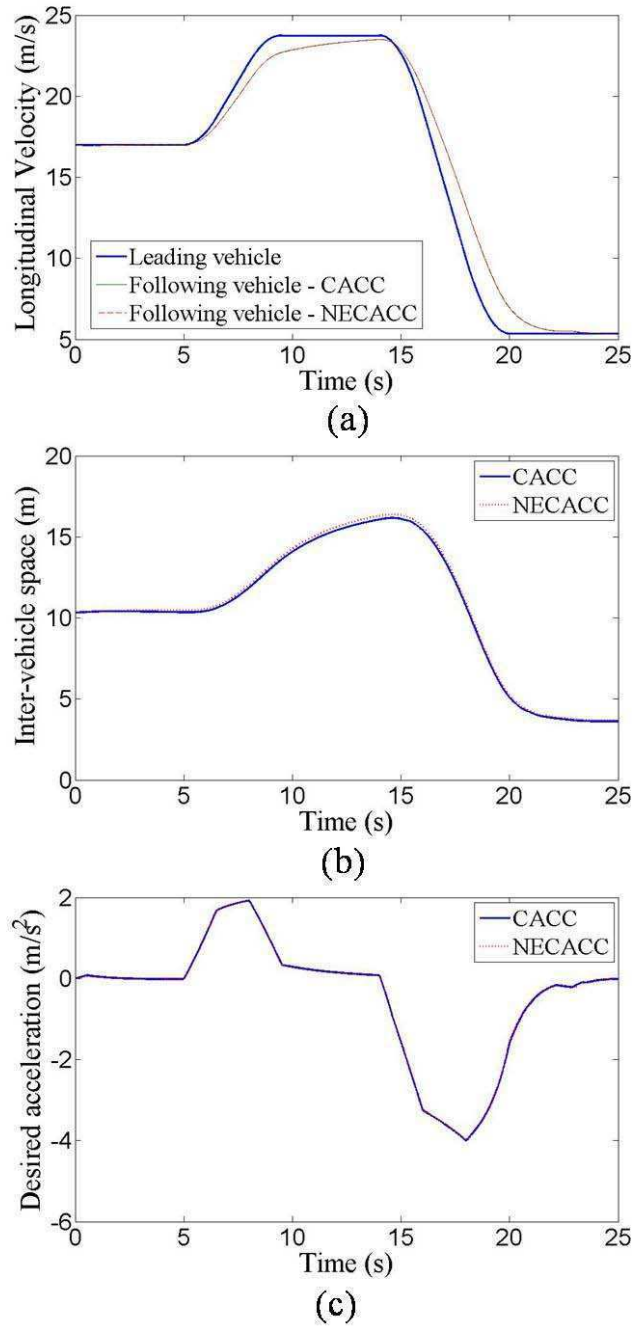 25
20
15
10
5
Longitudinal Velocity (m/s)
Leading vehicle
Following vehicle - CACC
Following vehicle - NECACC
0 5 10 15 20 25
Time (s)
(a)
20
15
10
5
0
Inter-vehicle space (m)
CACC
NECACC
0 5 10 15 20 25
Time (s)
(b)
2
0
-2
-4
-6
Desired acceleration (m/s²)
CACC
NECACC
0 5 10 15 20 25
Time (s)
(c)